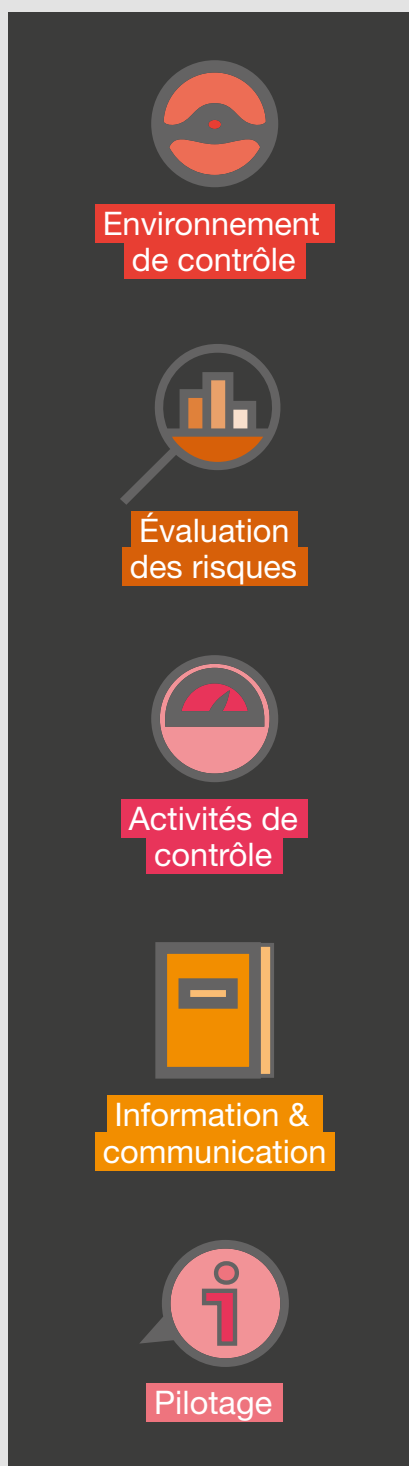 Environnement
de contrôle
Évaluation
des risques
Activités de
contrôle
Information &
communication
Pilotage